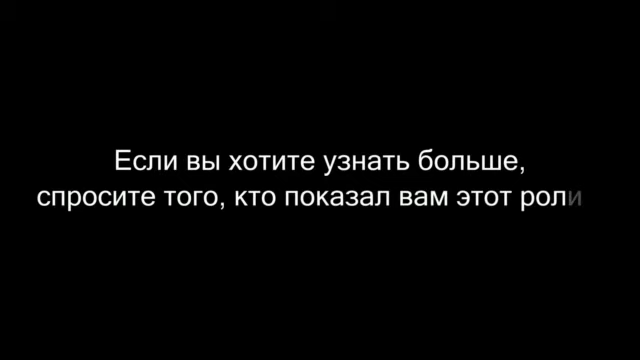 Если вы хотите узнать больше,
спросите того, кто показал вам этот роли